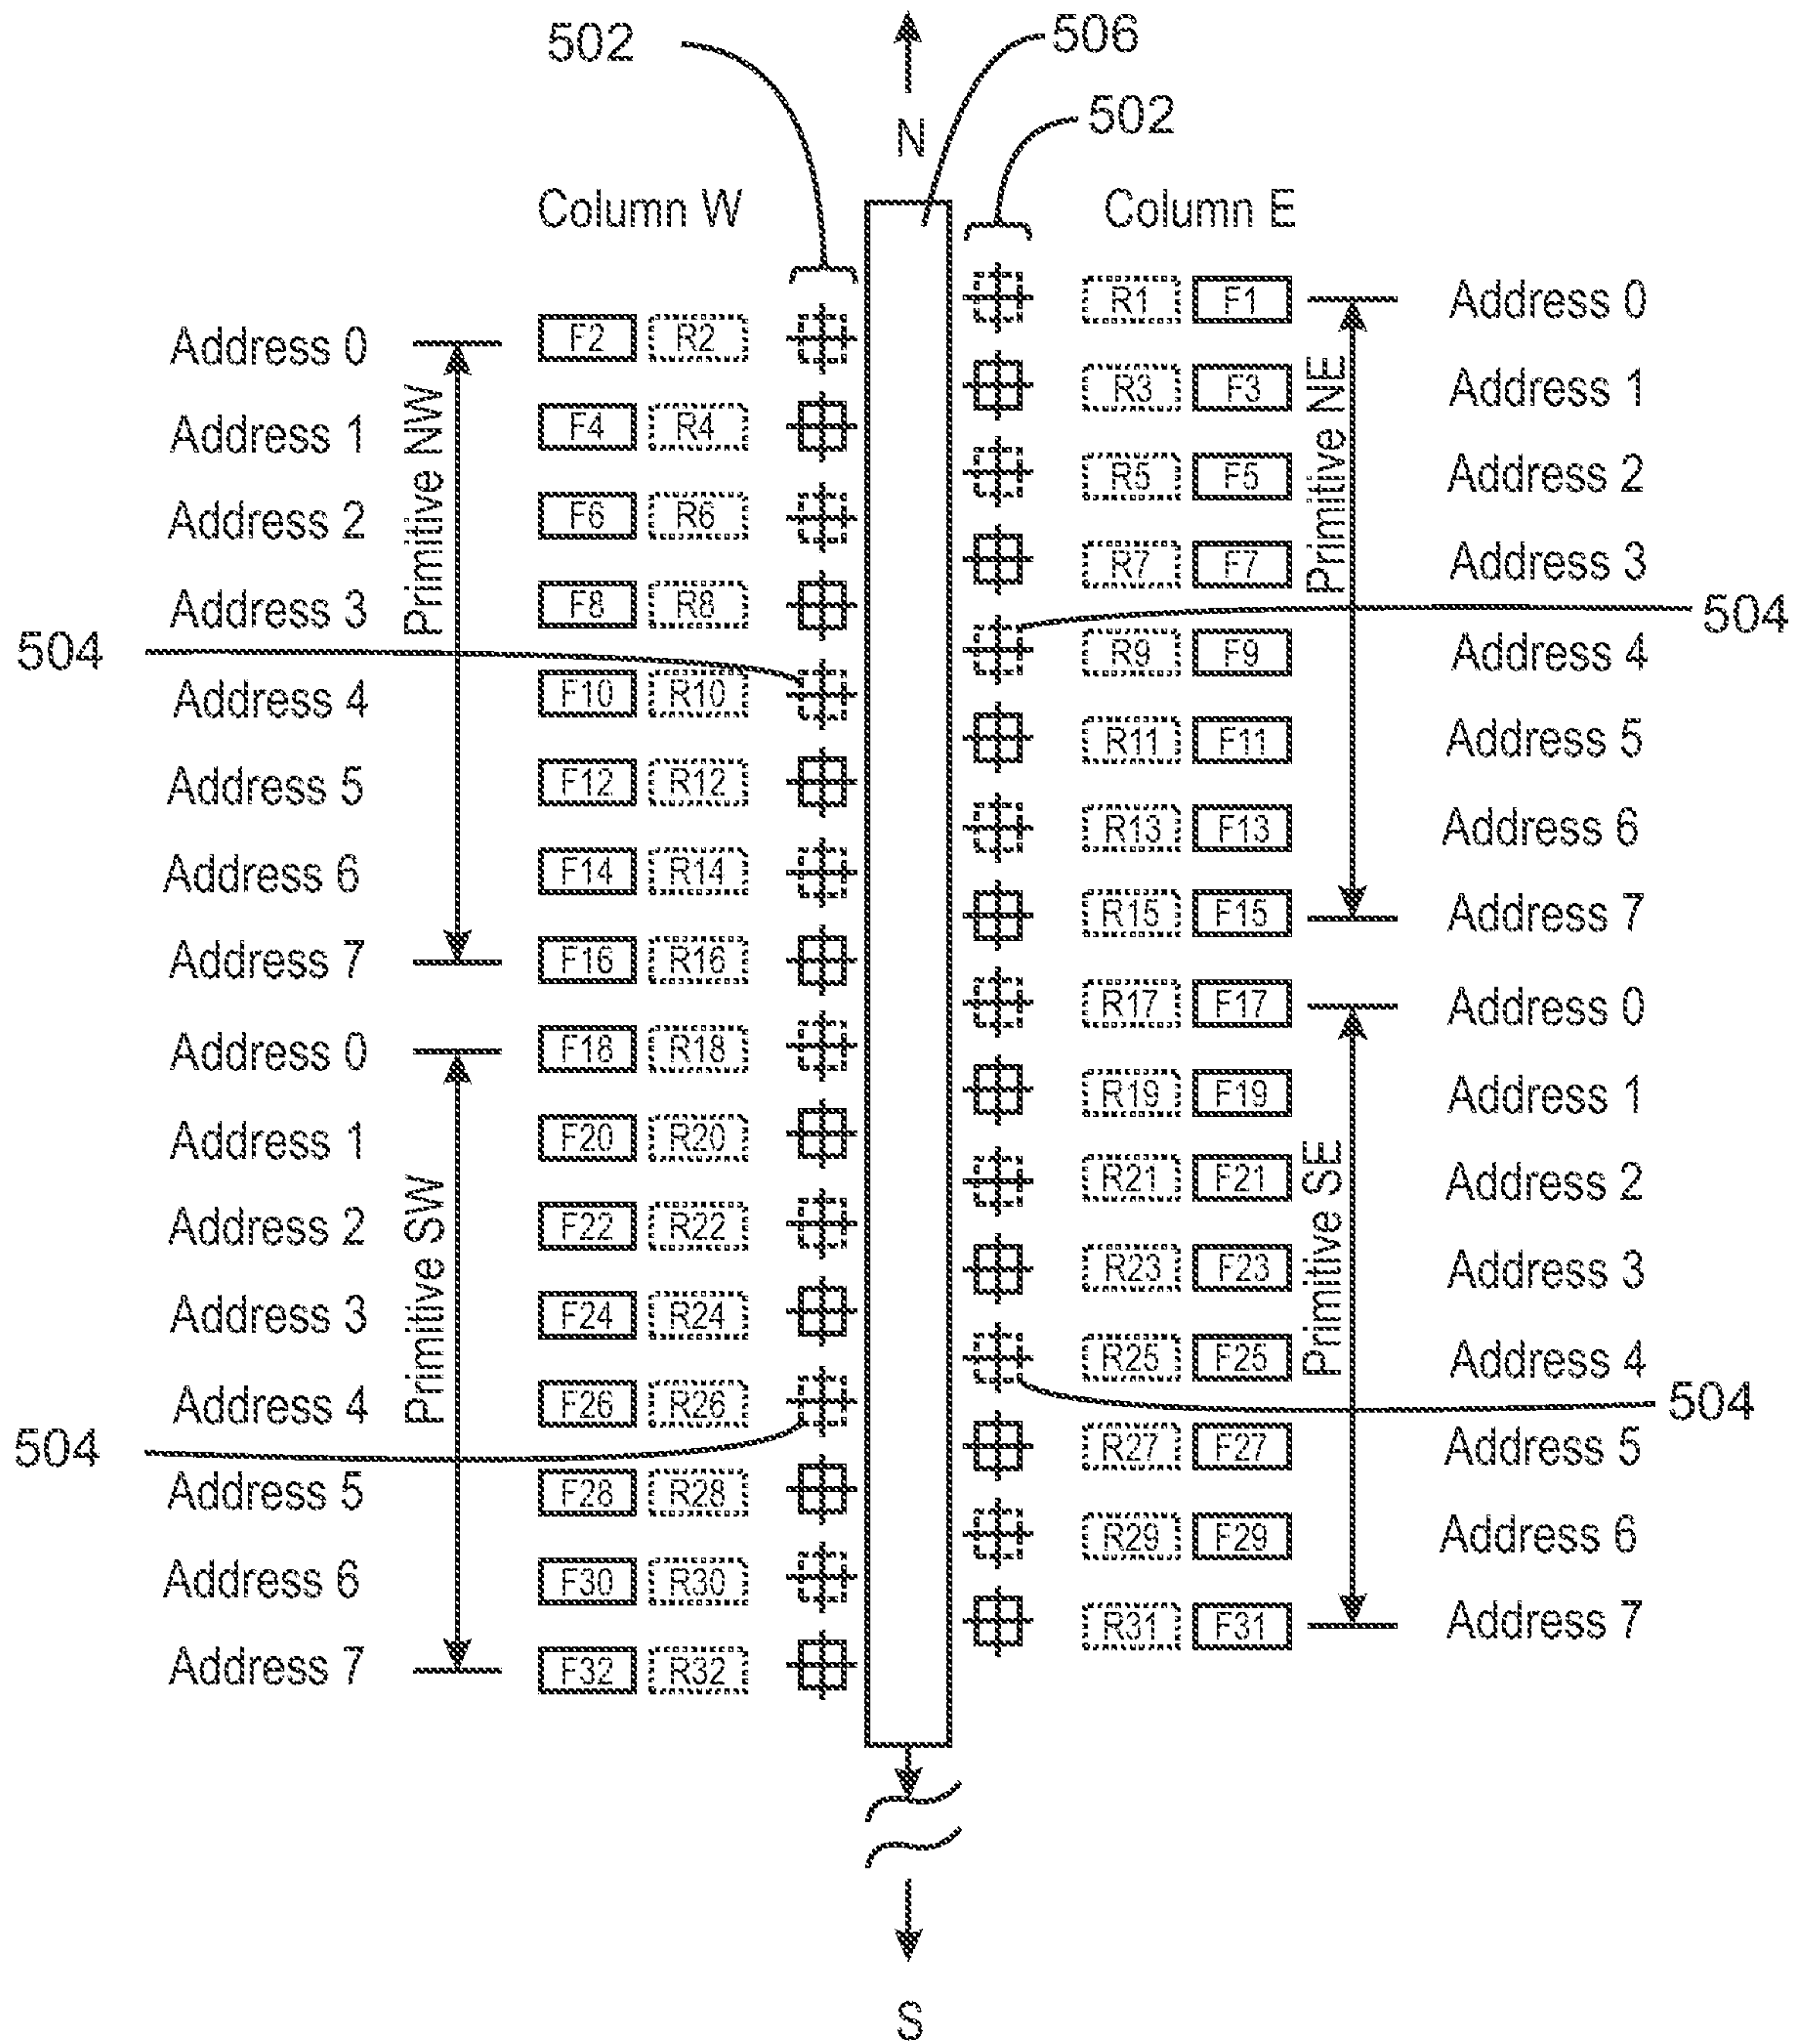 502 506
502
N
Column W Column E
R1 F1 Address 0
Address 0 F2 R2
R3 F3 Address 1
Address 1 F4 R4
R5 F5 Address 2
Address 2 F6 R6
R7 F7 Address 3
Address 3 F8 R8
Primitive NW
Primitive NE
504
504
R9 F9 Address 4
Address 4 F10 R10
R11 F11 Address 5
Address 5 F12 R12
R13 F13 Address 6
Address 6 F14 R14
R15 F15 Address 7
Address 7 F16 R16
R17 F17 Address 0
Address 0 F18 R18
R19 F19 Address 1
Address 1 F20 R20
R21 F21 Address 2
Address 2 F22 R22
R23 F23 Address 3
Address 3 F24 R24
Primitive SW
Primitive SE
R25 F25 Address 4
504
Address 4 F26 R26
504
R27 F27 Address 5
Address 5 F28 R28
R29 F29 Address 6
Address 6 F30 R30
R31 F31 Address 7
Address 7 F32 R32
S